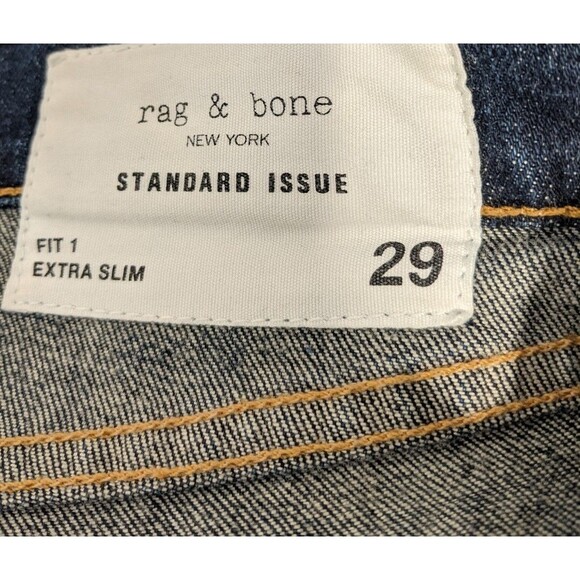 rag & bone
NEW YORK
STANDARD ISSUE
FIT 1
EXTRA SLIM
29